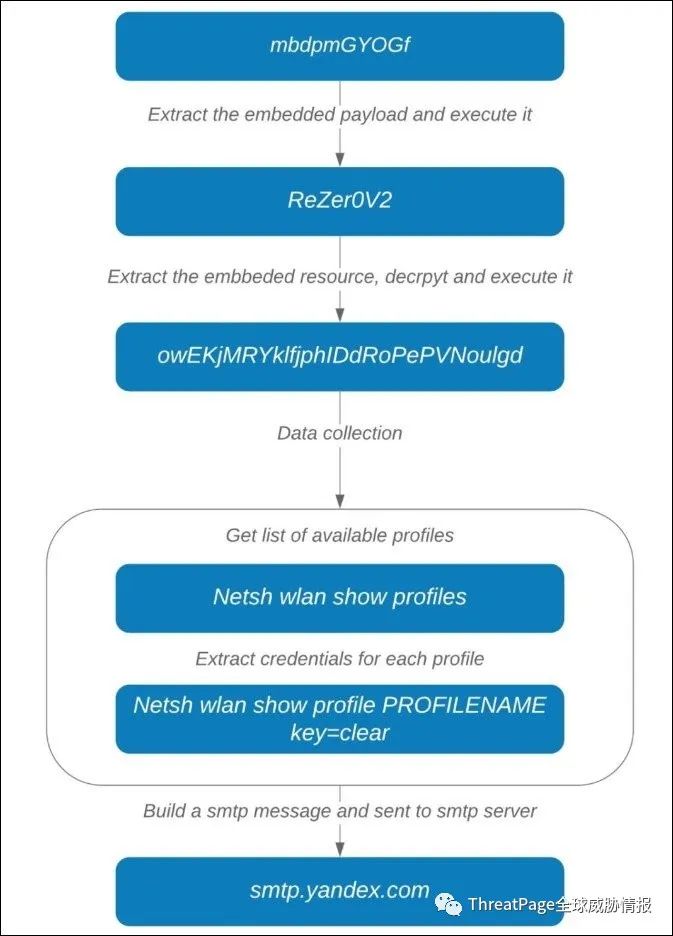 mbdpmGYOGf
Extract the embedded payload and execute it
ReZer0V2
Extract the embbeded resource, decrpyt and execute it
owEKjMRYklfjphIDdRoPePVNoulgd
Data collection
Get list of available profiles
Netsh wlan show profiles
Extract credentials for each profile
Netsh wlan show profile PROFILENAME
key=clear
Build a smtp message and sent to smtp server
smtp.yandex.com
ThreatPage全球威胁情报